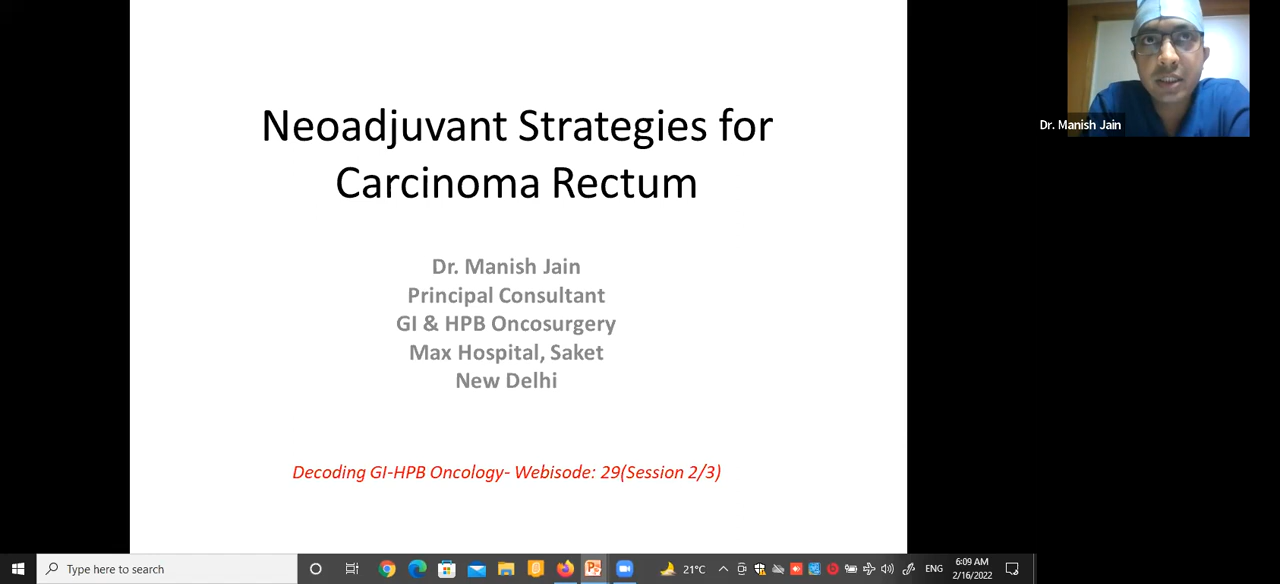 Neoadjuvant Strategies for
Carcinoma Rectum
Dr. Manish Jain
Principal Consultant
GI & HPB Oncosurgery
Max Hospital, Saket
New Delhi
Decoding GI-HPB Oncology- Webisode: 29(Session 2/3)
Dr. Manish Jain
Type here to search
21°C
ENG
6:09 AM
2/16/2022